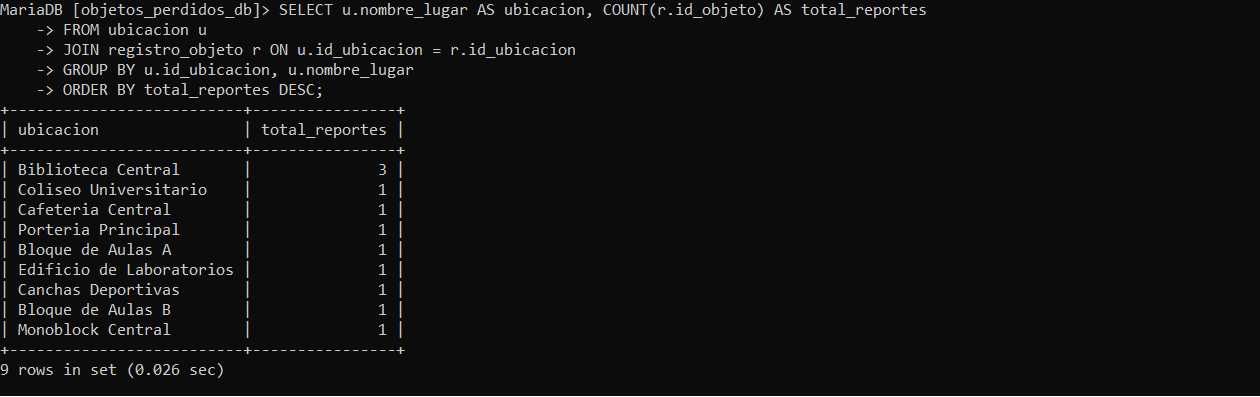 MariaDB [objetos_perdidos_db]> SELECT u.nombre_lugar AS ubicacion, COUNT(r.id_objeto) AS total_reportes
    -> FROM ubicacion u
    -> JOIN registro_objeto r ON u.id_ubicacion = r.id_ubicacion
    -> GROUP BY u.id_ubicacion, u.nombre_lugar
    -> ORDER BY total_reportes DESC;
+--------------------------+----------------+
| ubicacion                | total_reportes |
+--------------------------+----------------+
| Biblioteca Central       |              3 |
| Coliseo Universitario    |              1 |
| Cafeteria Central        |              1 |
| Porteria Principal       |              1 |
| Bloque de Aulas A        |              1 |
| Edificio de Laboratorios |              1 |
| Canchas Deportivas       |              1 |
| Bloque de Aulas B        |              1 |
| Monoblock Central        |              1 |
+--------------------------+----------------+
9 rows in set (0.026 sec)